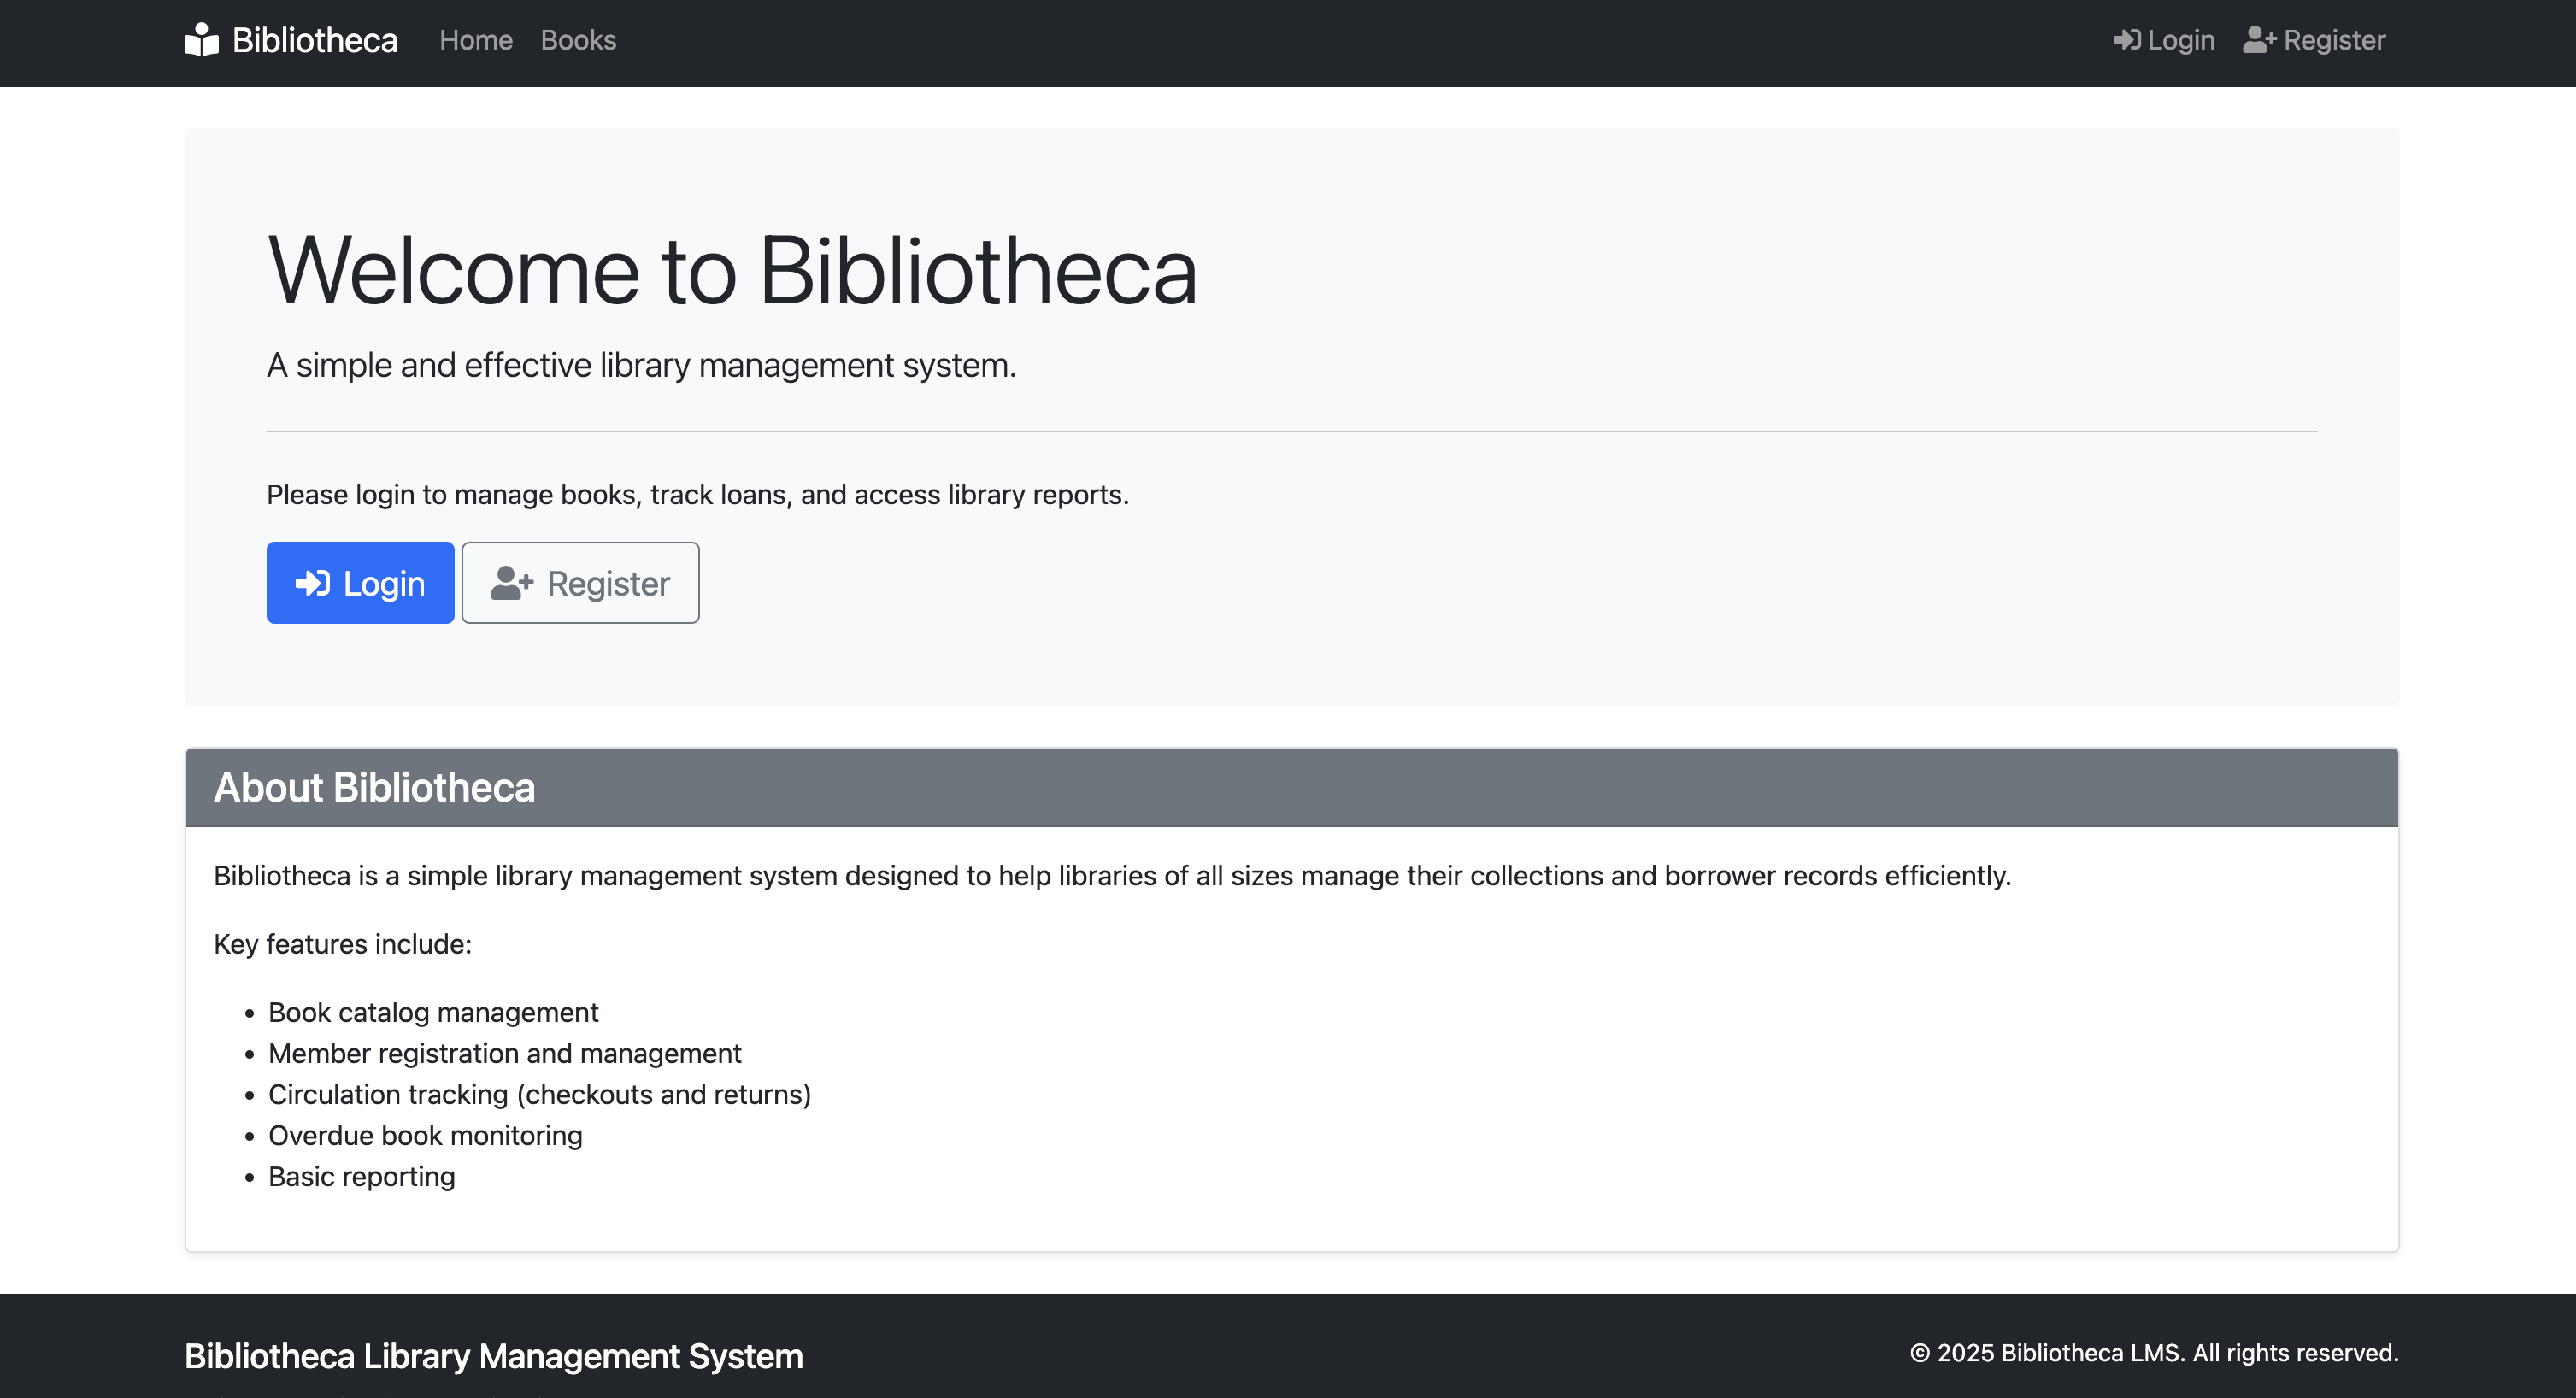 Bibliotheca Home Books Login Register
Welcome to Bibliotheca
A simple and effective library management system.
Please login to manage books, track loans, and access library reports.
Login Register
About Bibliotheca
Bibliotheca is a simple library management system designed to help libraries of all sizes manage their collections and borrower records efficiently.
Key features include:
• Book catalog management
• Member registration and management
• Circulation tracking (checkouts and returns)
• Overdue book monitoring
• Basic reporting
Bibliotheca Library Management System © 2025 Bibliotheca LMS. All rights reserved.